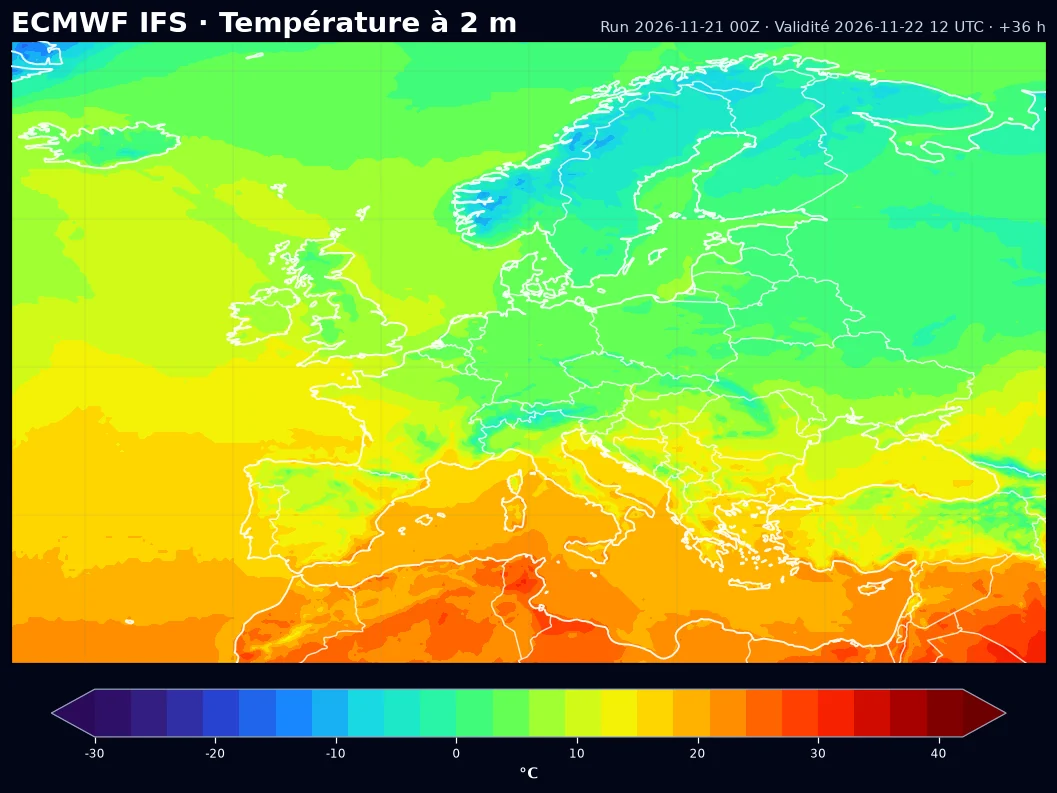 ECMWF IFS · Température à 2 m
Run 2026-11-21 00Z · Validité 2026-11-22 12 UTC · +36 h
-30 -20 -10 0 10 20 30 40
°C